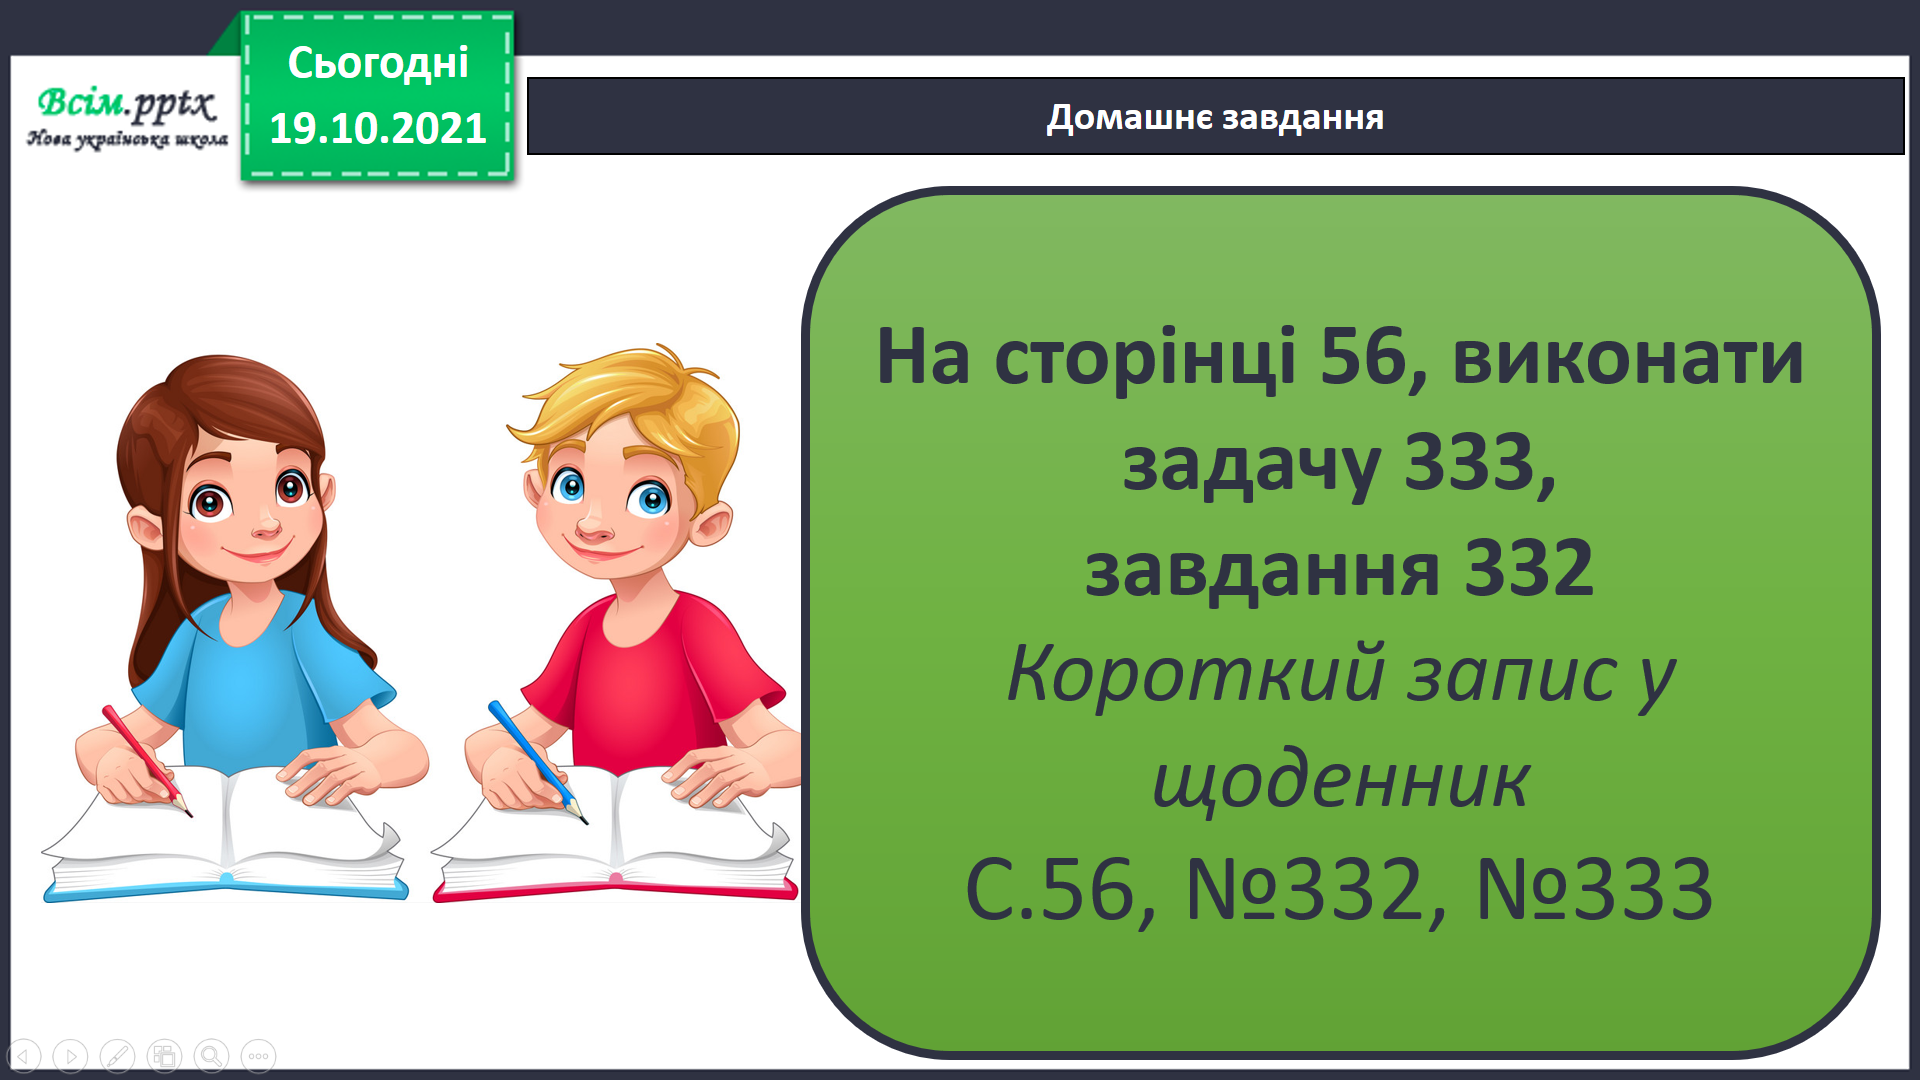 Всім.pptx
Нова українська школа
Сьогодні
19.10.2021
Домашнє завдання
На сторінці 56, виконати
задачу 333,
завдання 332
Короткий запис у
щоденник
С.56, №332, №333